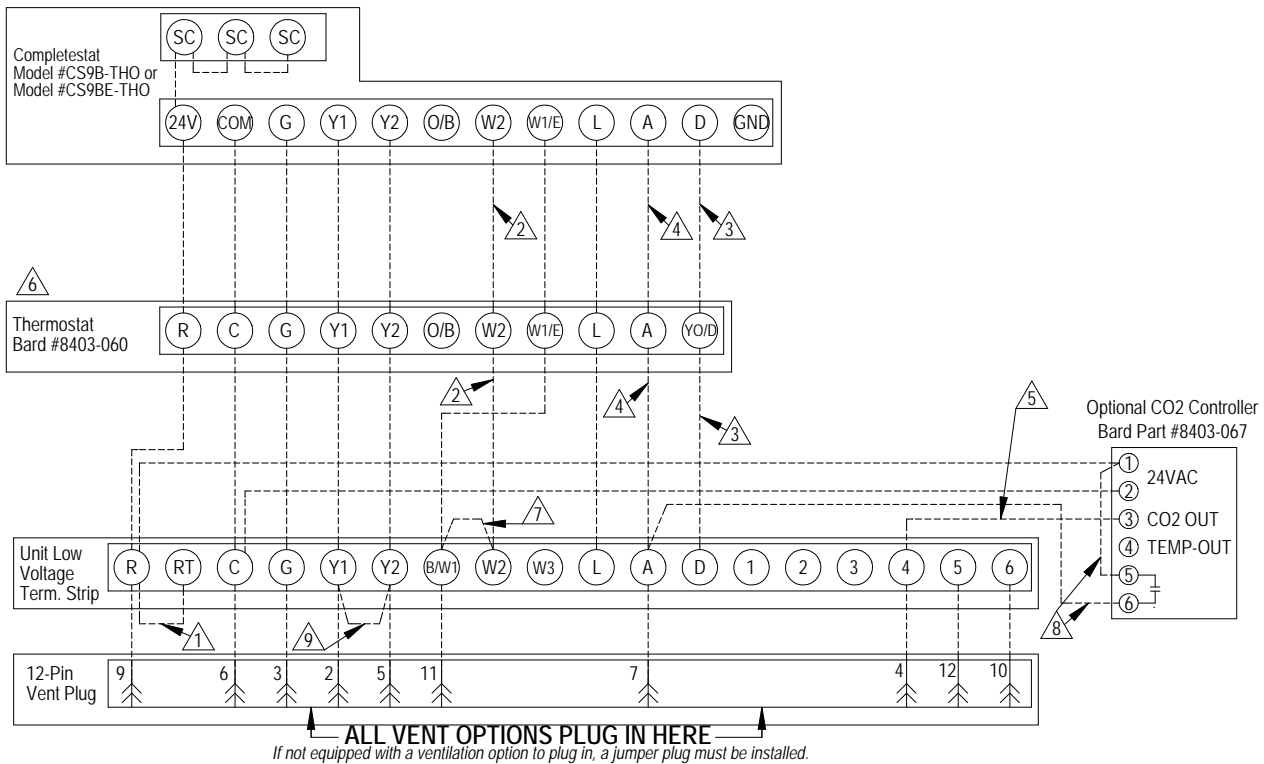 SC SC SC
Completestat
Model #CS9B-THO or
Model #CS9BE-THO
24V COM G Y1 Y2 O/B W2 W1/E L A D GND
2 4 3
6
Thermostat
Bard #8403-060
R C G Y1 Y2 O/B W2 W1/E L A YO/D
2 4 3 5
Optional CO2 Controller
Bard Part #8403-067
1 24VAC
2
3 CO2 OUT
4 TEMP-OUT
5
6
7
Unit Low
Voltage
Term. Strip
R RT C G Y1 Y2 B/W1 W2 W3 L A D 1 2 3 4 5 6
1 9 8
12-Pin
Vent Plug
9 6 3 2 5 11 7 4 12 10
ALL VENT OPTIONS PLUG IN HERE
If not equipped with a ventilation option to plug in, a jumper plug must be installed.